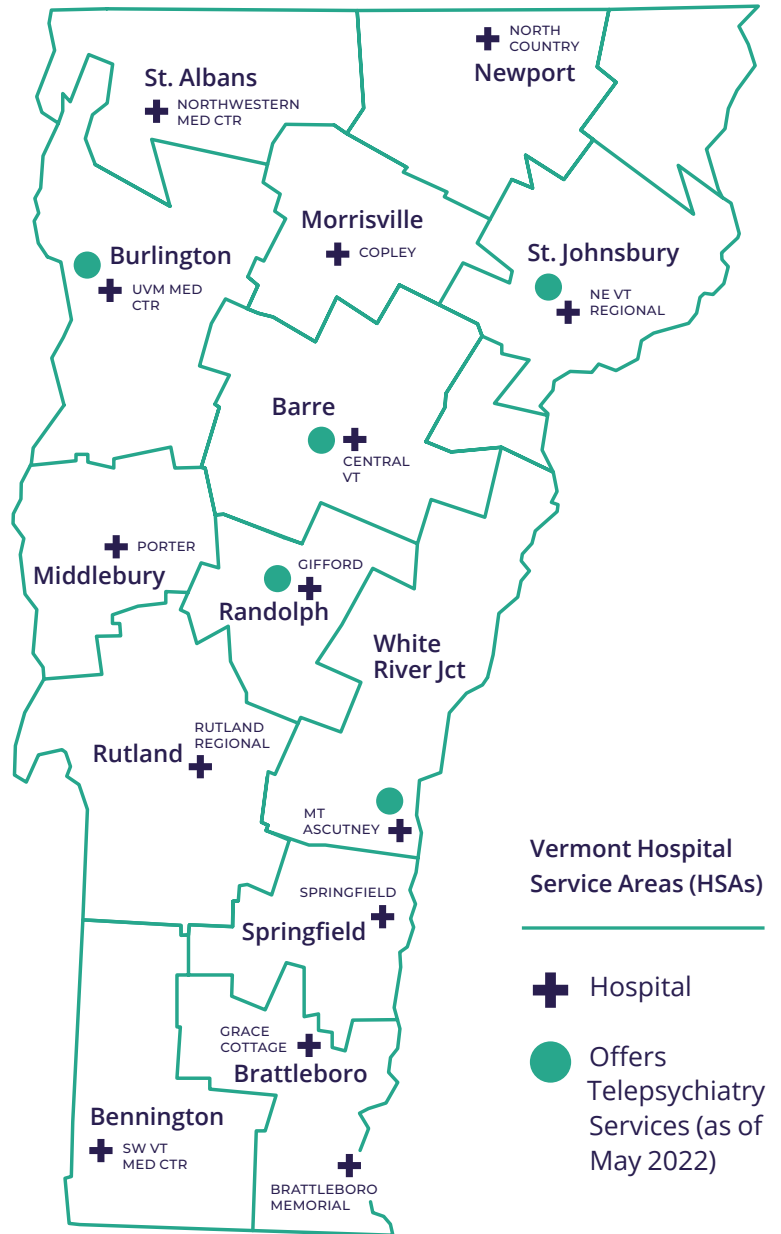 NORTH
COUNTRY
Newport
St. Albans
NORTHWESTERN
MED CTR
Morrisville
COPLEY
Burlington
UVM MED
CTR
St. Johnsbury
NE VT
REGIONAL
Barre
CENTRAL
VT
PORTER
Middlebury
GIFFORD
Randolph
White
River Jct
RUTLAND
REGIONAL
Rutland
MT
ASCUTNEY
SPRINGFIELD
Springfield
GRACE
COTTAGE
Brattleboro
Bennington
SW VT
MED CTR
BRATTLEBORO
MEMORIAL
Vermont Hospital
Service Areas (HSAs)
Hospital
Offers
Telepsychiatry
Services (as of
May 2022)